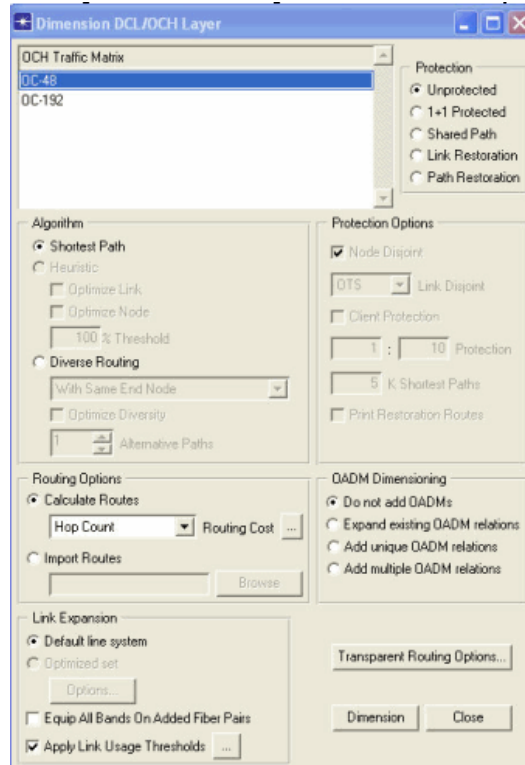 Dimension DCL/OCH Layer
OCH Traffic Matrix
OC-48
OC-192
Protection
Unprotected
1+1 Protected
Shared Path
Link Restoration
Path Restoration
Algorithm
Shortest Path
Heuristic
Optimize Link
Optimize Node
100 % Threshold
Diverse Routing
With Same End Node
Optimize Diversity
1 Alternative Paths
Protection Options
Node Disjoint
OTS Link Disjoint
Client Protection
1 : 10 Protection
5 K Shortest Paths
Print Restoration Routes
Routing Options
Calculate Routes
Hop Count Routing Cost ...
Import Routes
Browse
OADM Dimensioning
Do not add OADMs
Expand existing OADM relations
Add unique OADM relations
Add multiple OADM relations
Link Expansion
Default line system
Optimized set
Options...
Equip All Bands On Added Fiber Pairs
Apply Link Usage Thresholds ...
Transparent Routing Options...
Dimension Close